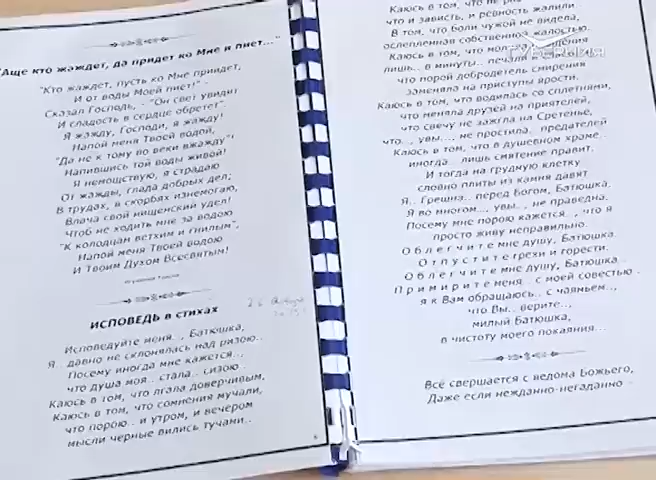 "Аще кто жаждет, да придет ко Мне и пиет..."
"Кто жаждет, пусть ко Мне приидет,
И от воды Моей пиет!" -
Сказал Господь, - "Он свет увидит
И сладость в сердце обретет"
Я жажду, Господи, я жажду!
Напой меня Твоей водой,
"Да не к тому во веки вжажду"
Напившись той воды живой!
Я немощствую, я страдаю
От жажды, глада добрых дел;
В трудах, в скорбях изнемогаю,
Влача свой нищенский удел!
Чтоб не ходить мне за водою
"К колодцам ветхим и гнилым",
Напой меня Твоей водою
И Твоим Духом Всесвятым!
ИСПОВЕДЬ в стихах
Исповедуйте меня.., Батюшка,
Я.. давно не склонялась над ризою..
Посему иногда мне кажется..,
что душа моя.. стала.. сизою..
Каюсь в том, что лгала доверчивым,
Каюсь в том, что сомнения мучали,
что порою.. и утром, и вечером
мысли черные вились тучами..
Каюсь в том, что не
что и зависть, и ревность жалили..
В том, что боли чужой не видела,
ослепленная собственной жалостью.
Каюсь в том, что
лишь.. в минуты.. печали и
что порой добродетель смирения
заменяла на приступы ярости.
Каюсь в том, что водилась со сплетнями,
что меняла друзей на приятелей,
что свечу не зажгла на Сретенье,
что.., увы..., не простила.. предателей
Каюсь в том, что в душевном храме..
иногда.. лишь смятение правит.
И тогда на грудную клетку
словно плиты из камня давят
Я.. Грешна.. перед Богом, Батюшка,
Я во многом.., увы.., не праведна.
Посему мне порою кажется.., что я
просто живу неправильно.
Облегчите мне душу, Батюшка
Отпустите грехи и горести.
Облегчите мне душу, Батюшка..
Примирите меня.. с моей совестью.
я к Вам обращаюсь.. с чаяньем..,
что Вы.. верите..,
милый Батюшка,
в чистоту моего покаяния...
Всё свершается с ведома Божьего,
Даже если нежданно-негаданно -
ГУБЕРНИЯ